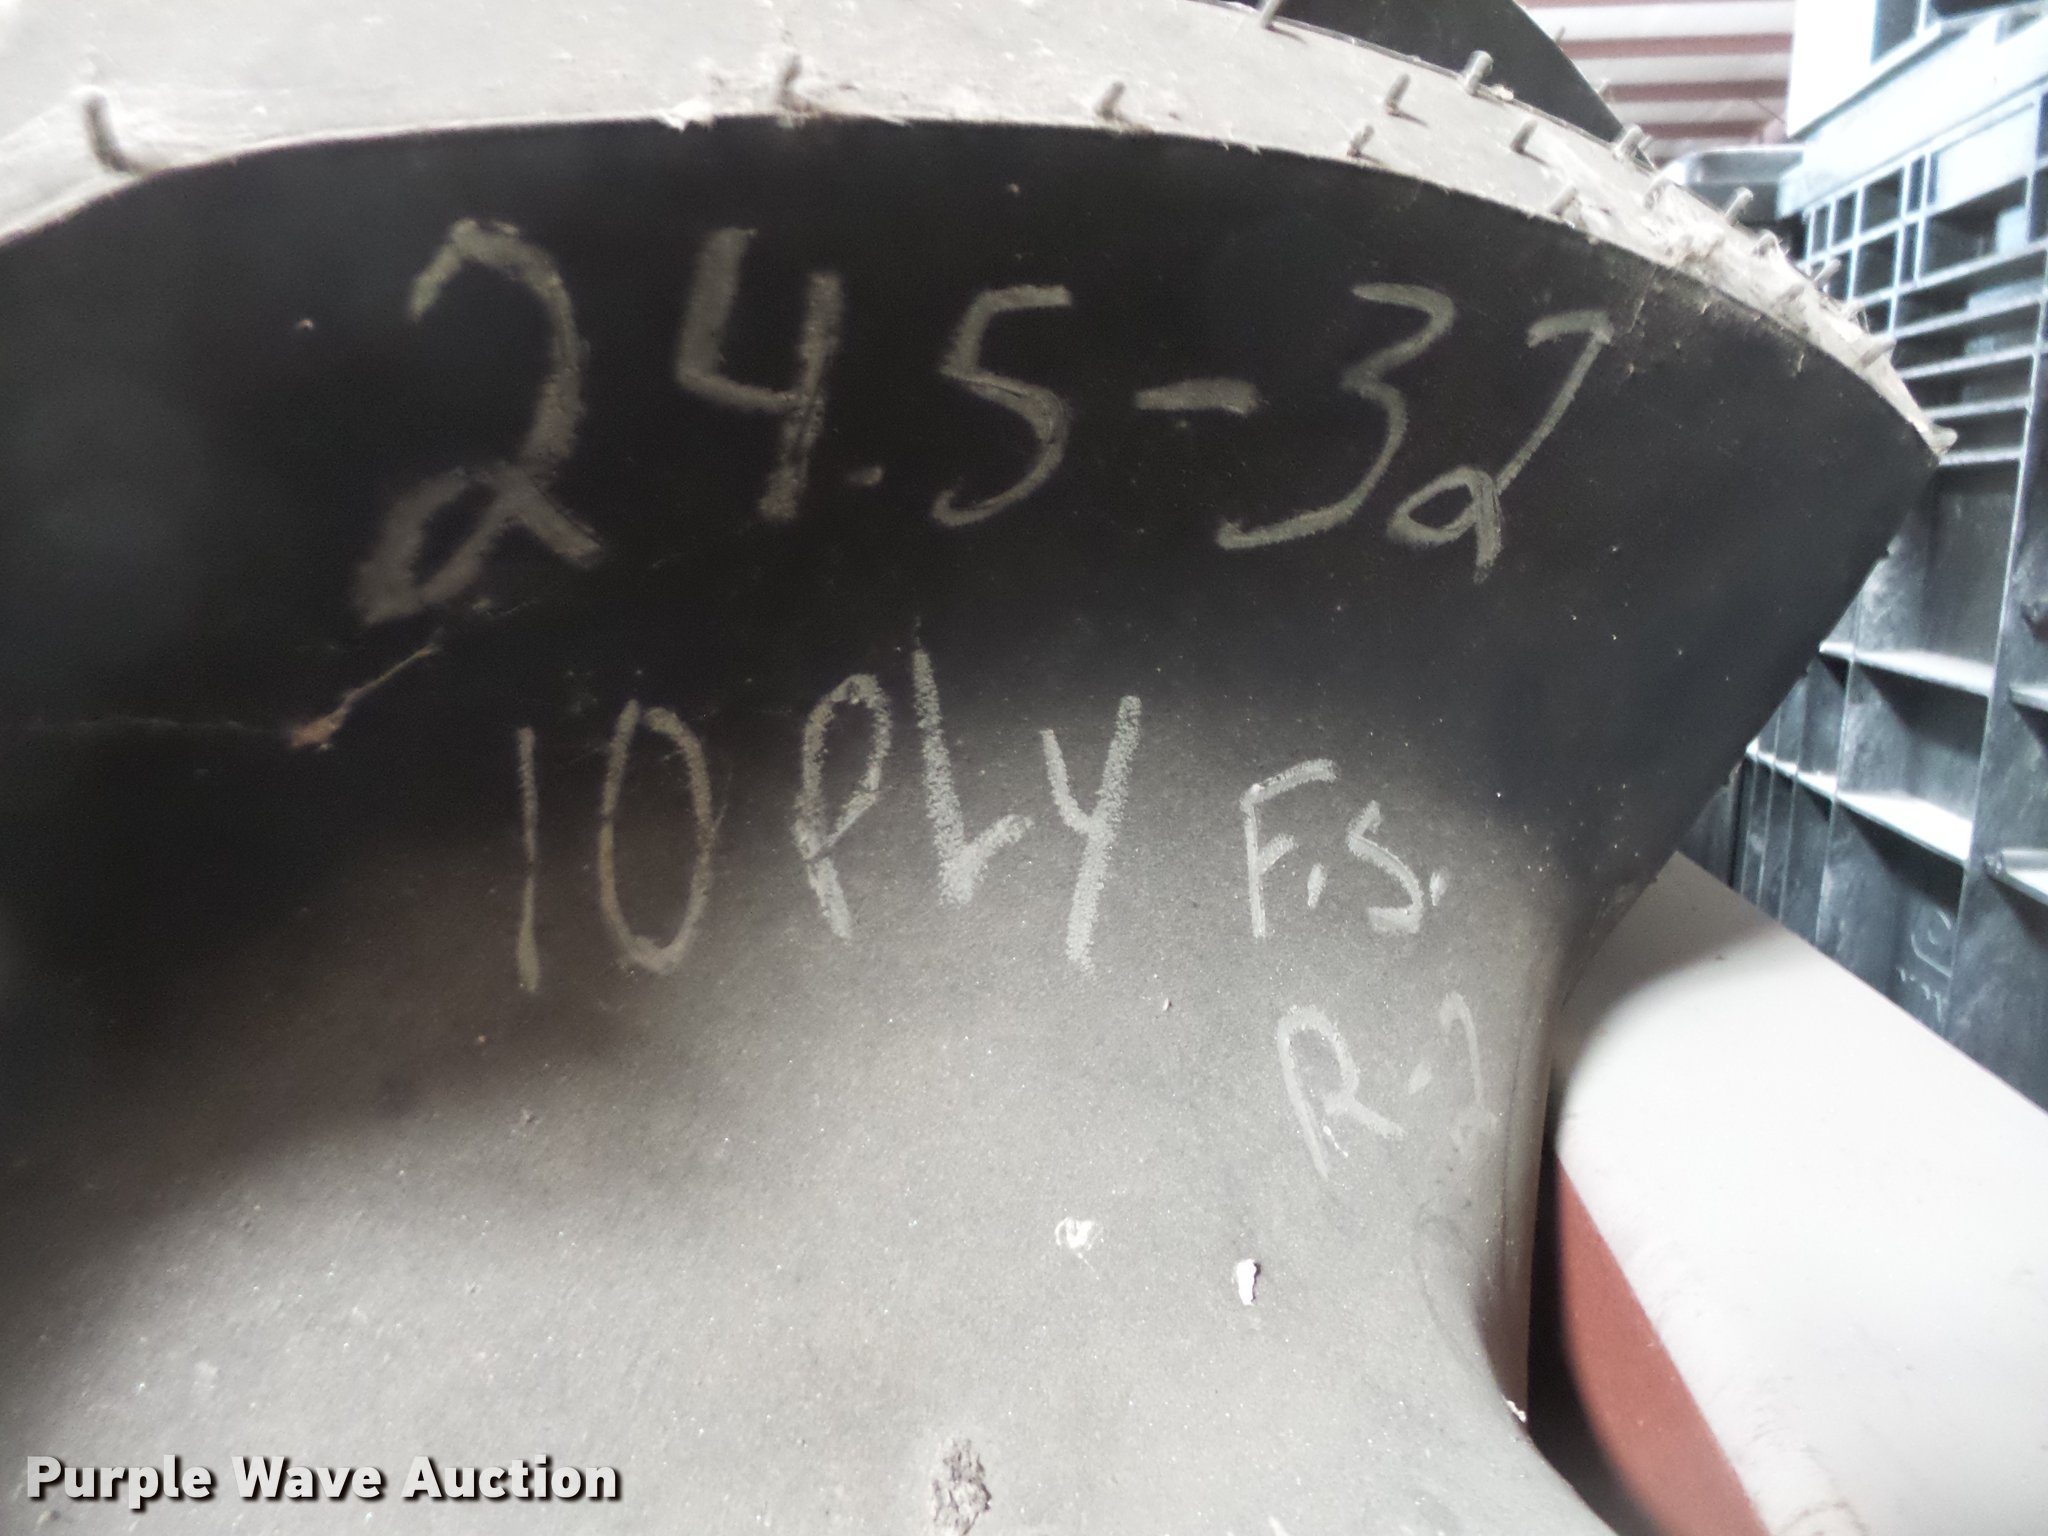 24.5-32
10 PLY F.S.
R-2
Purple Wave Auction